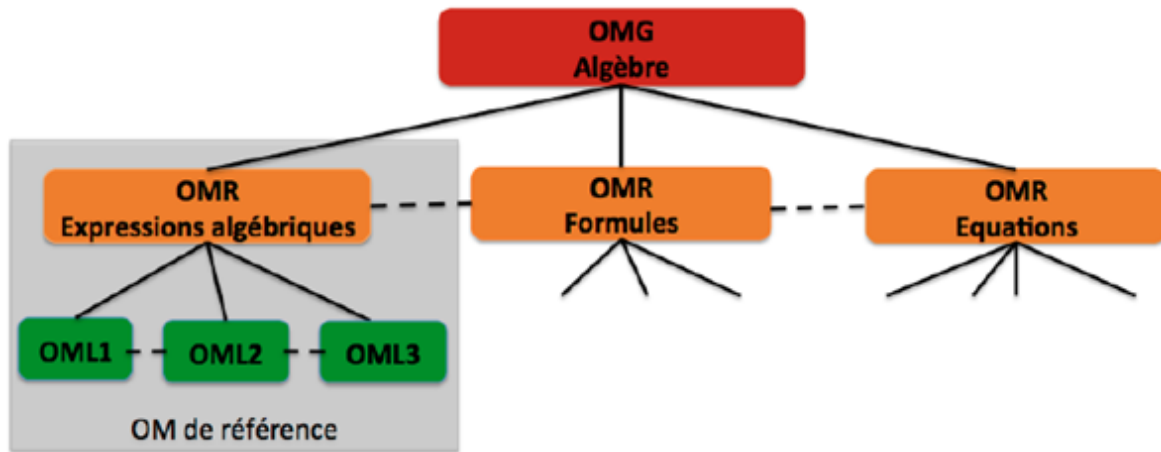 OMG
Algèbre
OMR
Expressions algébriques
OMR
Formules
OMR
Equations
OML1
OML2
OML3
OM de référence